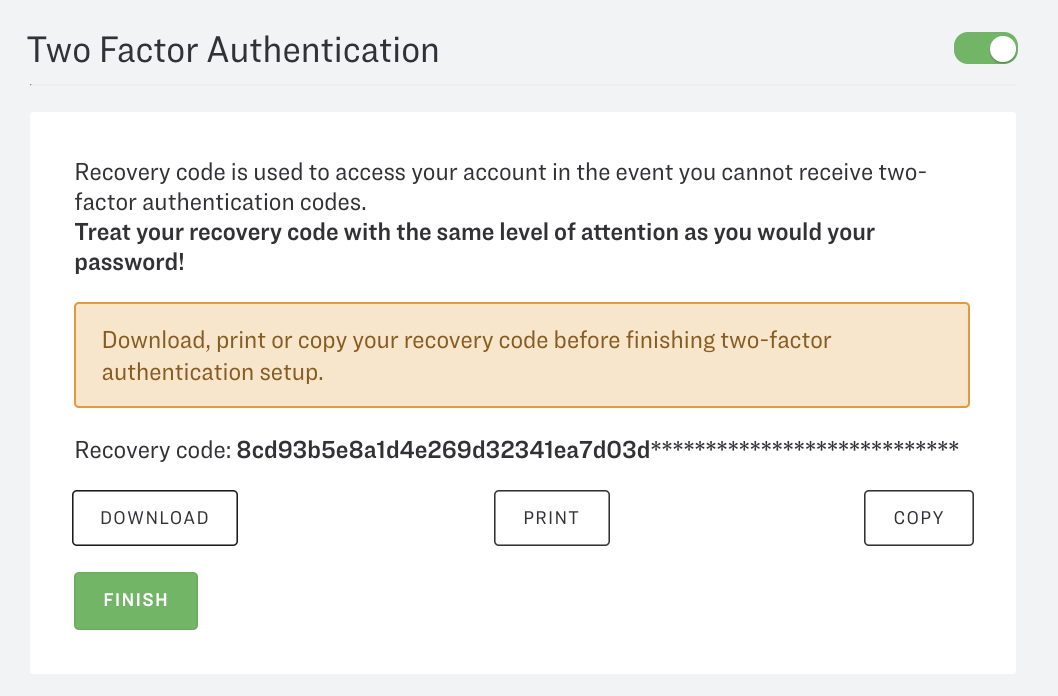 Two Factor Authentication
Recovery code is used to access your account in the event you cannot receive two-
factor authentication codes.
Treat your recovery code with the same level of attention as you would your
password!
Download, print or copy your recovery code before finishing two-factor
authentication setup.
Recovery code: 8cd93b5e8a1d4e269d32341ea7d03d****************************
DOWNLOAD
PRINT
COPY
FINISH